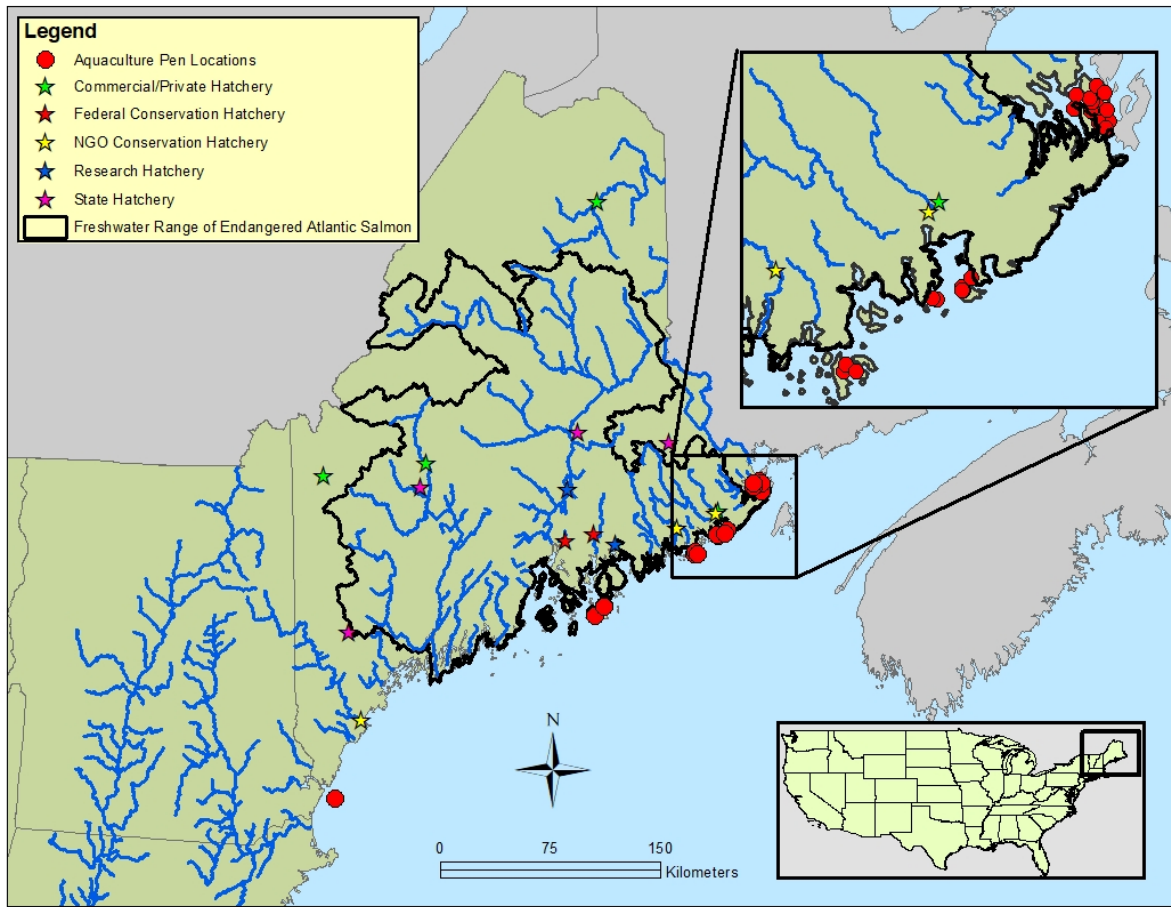 Legend
Aquaculture Pen Locations
Commercial/Private Hatchery
Federal Conservation Hatchery
NGO Conservation Hatchery
Research Hatchery
State Hatchery
Freshwater Range of Endangered Atlantic Salmon
N
0 75 150
Kilometers